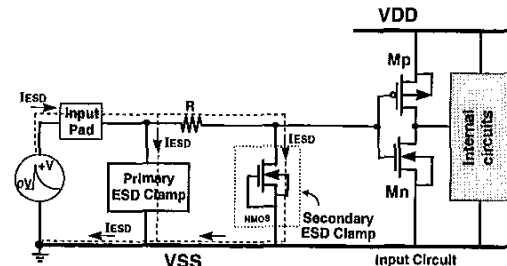 VDD
Mp
IESD
Input
Pad
R
IESD
IESD
Internal
circuits
+V
0V
Primary
ESD Clamp
Mn
NMOS
Secondary
ESD Clamp
IESD
VSS
Input Circuit